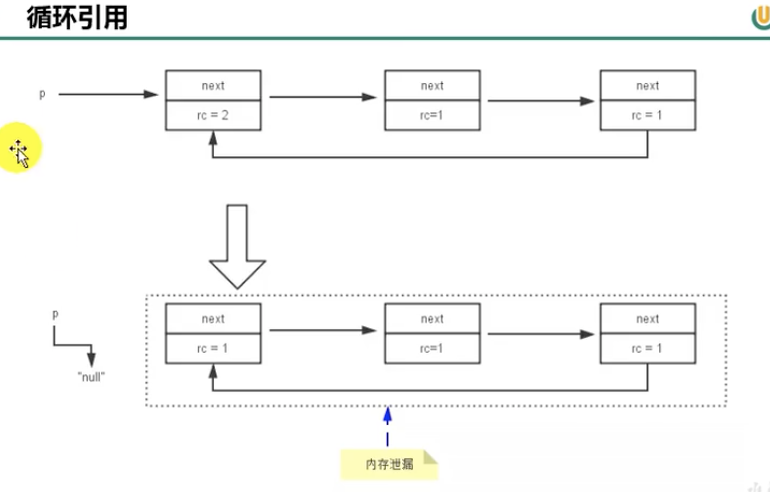 循环引用
p
next
next
next
rc = 2
rc=1
rc = 1
p
next
next
next
rc = 1
rc=1
rc = 1
"null"
内存泄漏